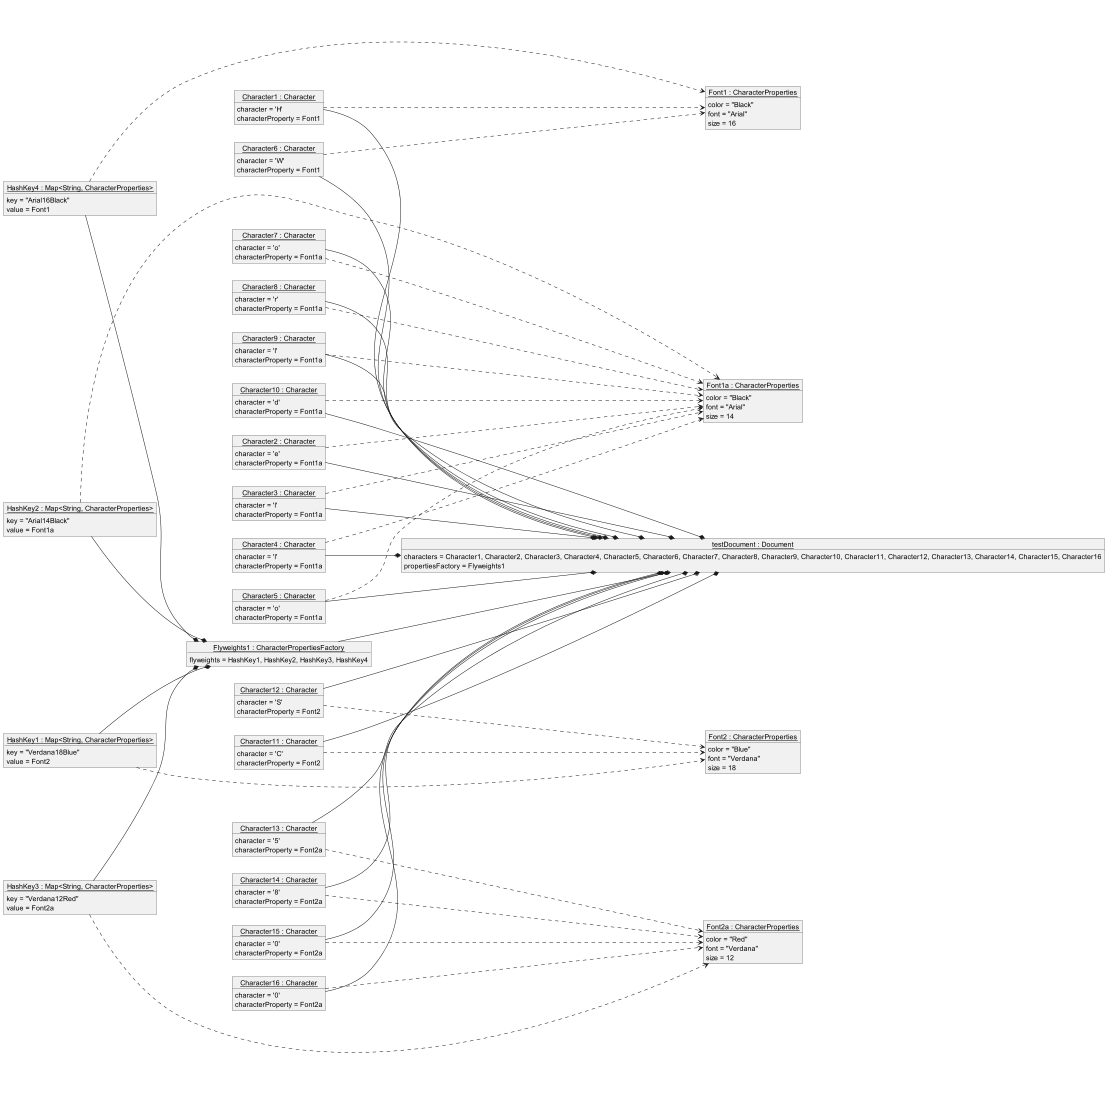 Font1 : CharacterProperties
color = "Black"
font = "Arial"
size = 16
Character1 : Character
character = 'H'
characterProperty = Font1
Character6 : Character
character = 'W'
characterProperty = Font1
HashKey4 : Map<String, CharacterProperties>
key = "Arial16Black"
value = Font1
Character7 : Character
character = 'o'
characterProperty = Font1a
Character8 : Character
character = 'r'
characterProperty = Font1a
Character9 : Character
character = 'l'
characterProperty = Font1a
Character10 : Character
character = 'd'
characterProperty = Font1a
Font1a : CharacterProperties
color = "Black"
font = "Arial"
size = 14
Character2 : Character
character = 'e'
characterProperty = Font1a
Character3 : Character
character = 'l'
characterProperty = Font1a
HashKey2 : Map<String, CharacterProperties>
key = "Arial14Black"
value = Font1a
Character4 : Character
character = 'l'
characterProperty = Font1a
testDocument : Document
characters = Character1, Character2, Character3, Character4, Character5, Character6, Character7, Character8, Character9, Character10, Character11, Character12, Character13, Character14, Character15, Character16
propertiesFactory = Flyweights1
Character5 : Character
character = 'o'
characterProperty = Font1a
Flyweights1 : CharacterPropertiesFactory
flyweights = HashKey1, HashKey2, HashKey3, HashKey4
Character12 : Character
character = 'S'
characterProperty = Font2
Character11 : Character
character = 'C'
characterProperty = Font2
HashKey1 : Map<String, CharacterProperties>
key = "Verdana18Blue"
value = Font2
Font2 : CharacterProperties
color = "Blue"
font = "Verdana"
size = 18
Character13 : Character
character = '5'
characterProperty = Font2a
Character14 : Character
character = '8'
characterProperty = Font2a
HashKey3 : Map<String, CharacterProperties>
key = "Verdana12Red"
value = Font2a
Character15 : Character
character = '0'
characterProperty = Font2a
Font2a : CharacterProperties
color = "Red"
font = "Verdana"
size = 12
Character16 : Character
character = '0'
characterProperty = Font2a